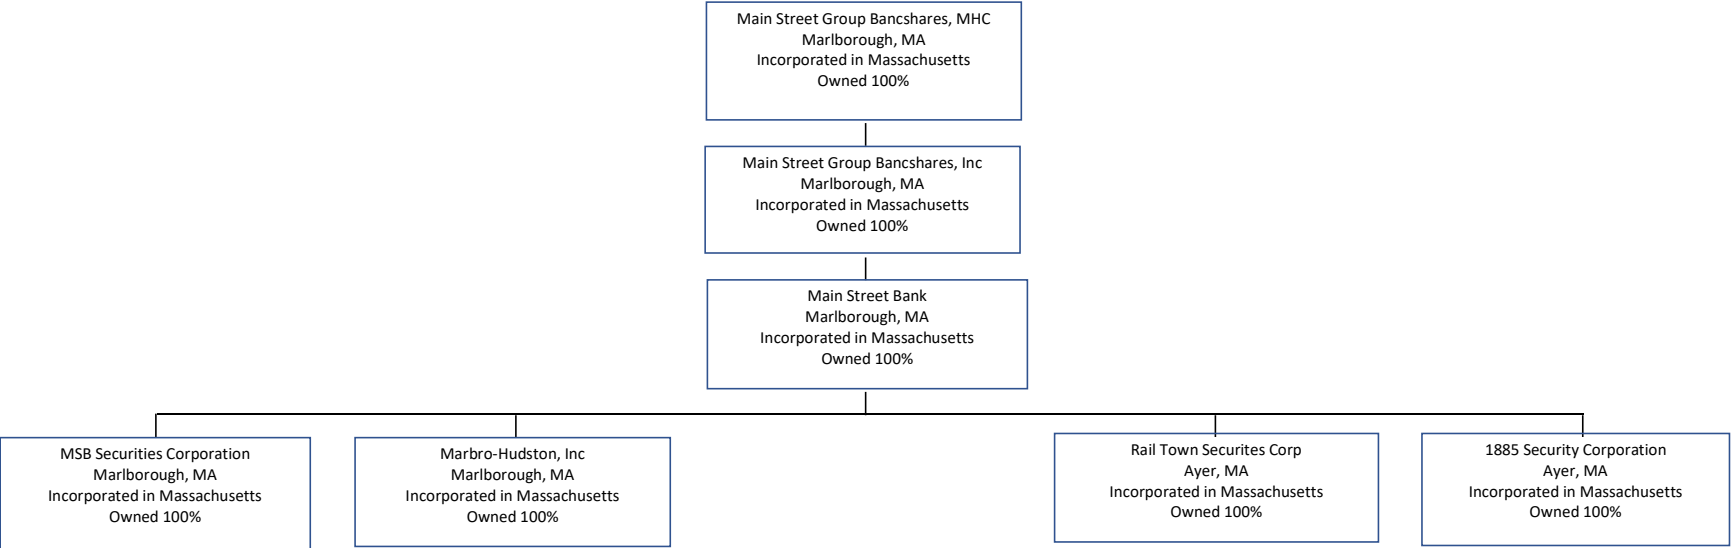 Main Street Group Bancshares, MHC
Marlborough, MA
Incorporated in Massachusetts
Owned 100%
Main Street Group Bancshares, Inc
Marlborough, MA
Incorporated in Massachusetts
Owned 100%
Main Street Bank
Marlborough, MA
Incorporated in Massachusetts
Owned 100%
MSB Securities Corporation
Marlborough, MA
Incorporated in Massachusetts
Owned 100%
Marbro-Hudston, Inc
Marlborough, MA
Incorporated in Massachusetts
Owned 100%
Rail Town Securites Corp
Ayer, MA
Incorporated in Massachusetts
Owned 100%
1885 Security Corporation
Ayer, MA
Incorporated in Massachusetts
Owned 100%